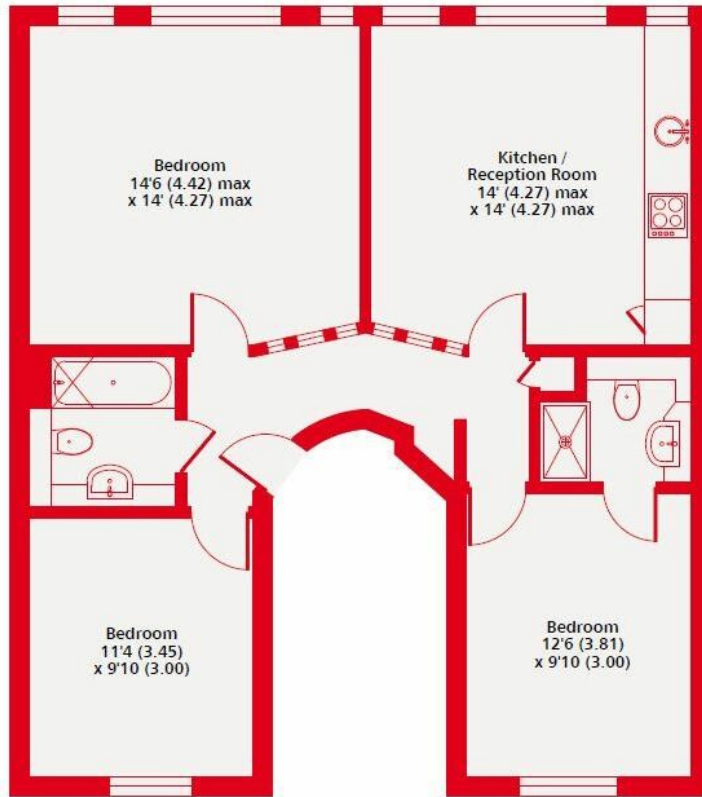 Bedroom
14'6 (4.42) max
x 14' (4.27) max
Kitchen /
Reception Room
14' (4.27) max
x 14' (4.27) max
Bedroom
11'4 (3.45)
x 9'10 (3.00)
Bedroom
12'6 (3.81)
x 9'10 (3.00)